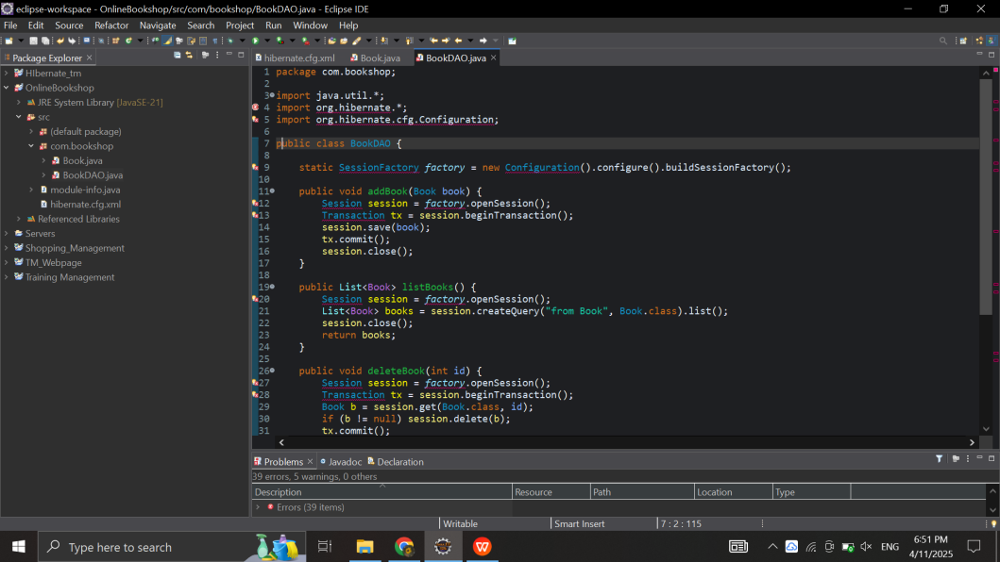 eclipse-workspace - OnlineBookshop/src/com/bookshop/BookDAO.java - Eclipse IDE
File Edit Source Refactor Navigate Search Project Run Window Help
Package Explorer
HIbernate_tm
OnlineBookshop
JRE System Library [JavaSE-21]
src
(default package)
com.bookshop
Book.java
BookDAO.java
module-info.java
hibernate.cfg.xml
Referenced Libraries
Servers
Shopping_Management
TM_Webpage
Training Management
hibernate.cfg.xml Book.java BookDAO.java
1 package com.bookshop;
2
3 import java.util.*;
4 import org.hibernate.*;
5 import org.hibernate.cfg.Configuration;
6
7 public class BookDAO {
8
9 static SessionFactory factory = new Configuration().configure().buildSessionFactory();
10
11 public void addBook(Book book) {
12 Session session = factory.openSession();
13 Transaction tx = session.beginTransaction();
14 session.save(book);
15 tx.commit();
16 session.close();
17 }
18
19 public List<Book> listBooks() {
20 Session session = factory.openSession();
21 List<Book> books = session.createQuery("from Book", Book.class).list();
22 session.close();
23 return books;
24 }
25
26 public void deleteBook(int id) {
27 Session session = factory.openSession();
28 Transaction tx = session.beginTransaction();
29 Book b = session.get(Book.class, id);
30 if (b != null) session.delete(b);
31 tx.commit();
Problems Javadoc Declaration
39 errors, 5 warnings, 0 others
Description Resource Path Location Type
Errors (39 items)
Writable Smart Insert 7 : 2 : 115
Type here to search
ENG
6:51 PM
4/11/2025